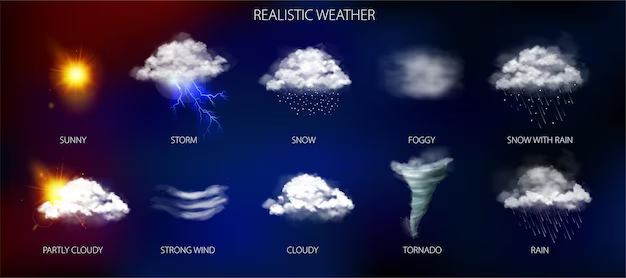 REALISTIC WEATHER
SUNNY
STORM
SNOW
FOGGY
SNOW WITH RAIN
PARTLY CLOUDY
STRONG WIND
CLOUDY
TORNADO
RAIN